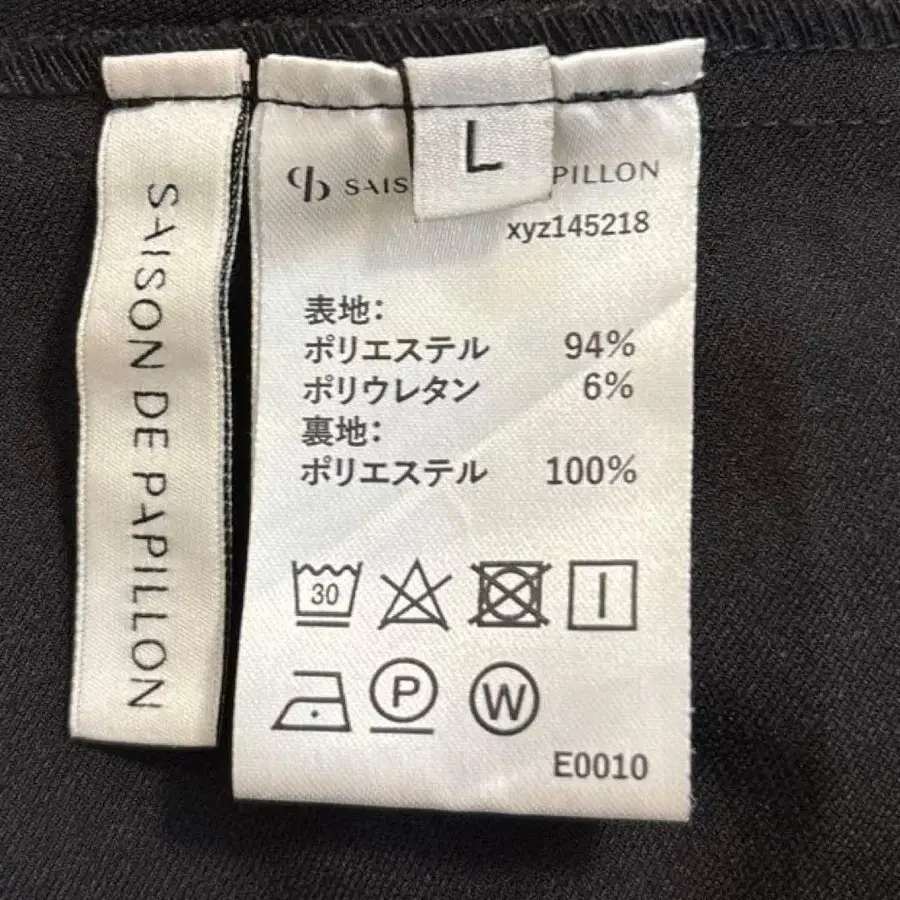 SAISON DE PAPILLON
L
SAIS PILLON
xyz145218
表地:
ポリエステル 94%
ポリウレタン 6%
裏地:
ポリエステル 100%
30
P
W
E0010